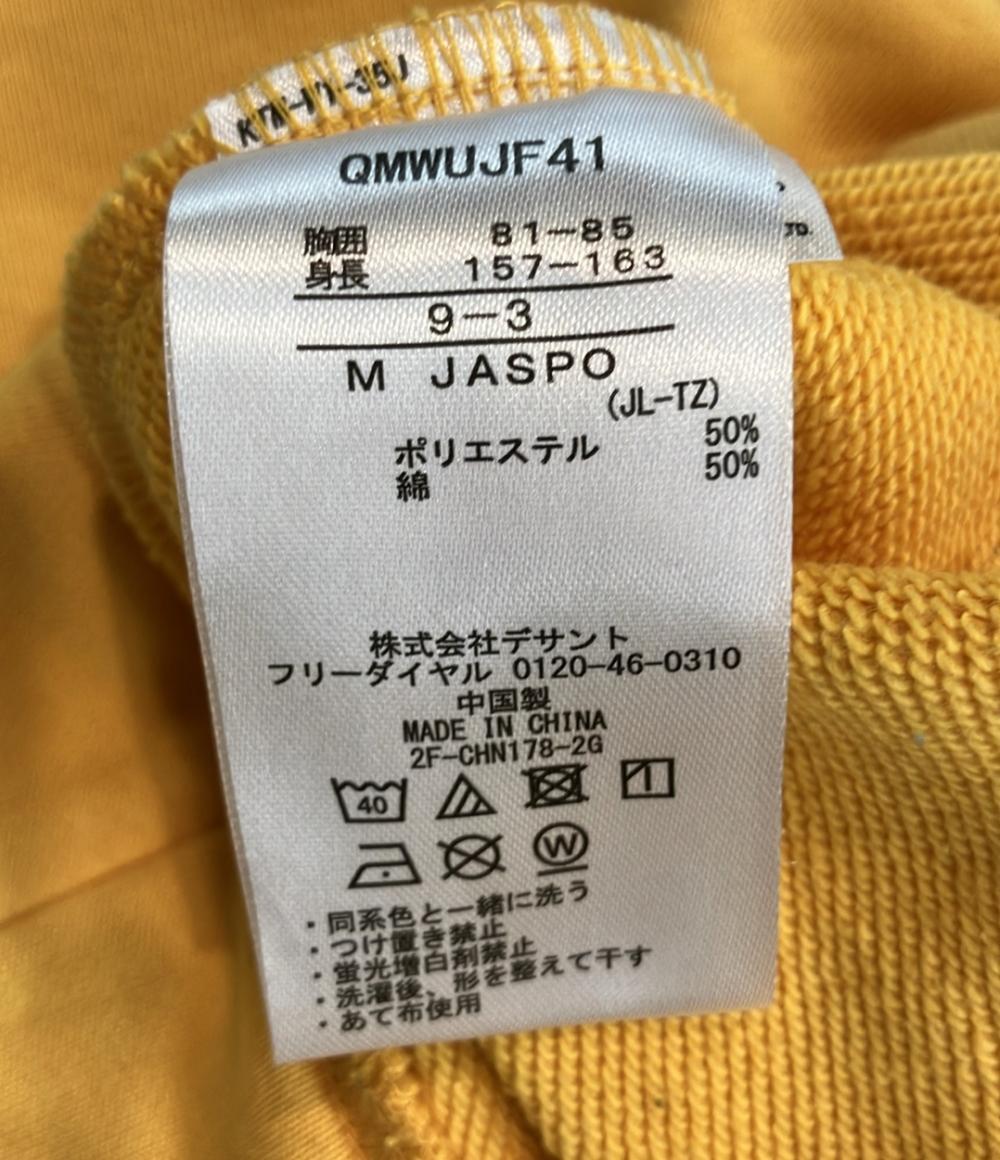 QMWUJF41
胸囲 81-85
身長 157-163
9-3
M JASPO
(JL-TZ)
ポリエステル 50%
綿 50%
株式会社デサント
フリーダイヤル 0120-46-0310
中国製
MADE IN CHINA
2F-CHN178-2G
40
W
・同系色と一緒に洗う
・つけ置き禁止
・蛍光増白剤禁止
・洗濯後、形を整えて干す
・あて布使用